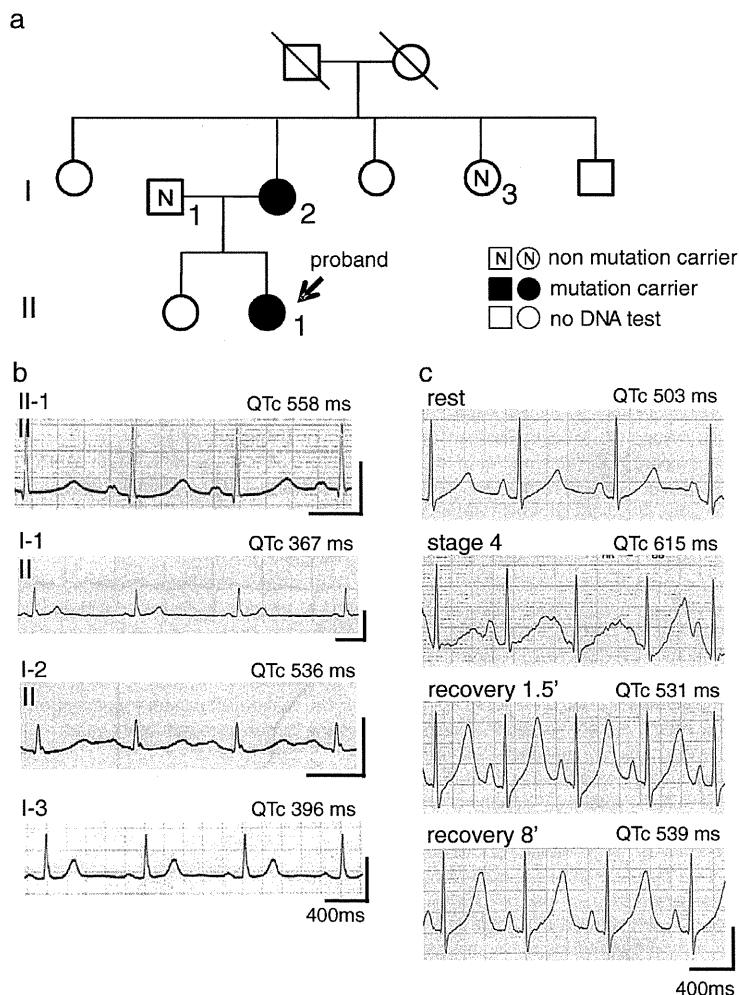 a
I
N
1
2
N
3
proband
II
1
N N non mutation carrier
mutation carrier
no DNA test
b
II-1 QTc 558 ms
II
I-1 QTc 367 ms
II
I-2 QTc 536 ms
II
I-3 QTc 396 ms
400ms
c
rest QTc 503 ms
stage 4 QTc 615 ms
recovery 1.5' QTc 531 ms
recovery 8' QTc 539 ms
400ms